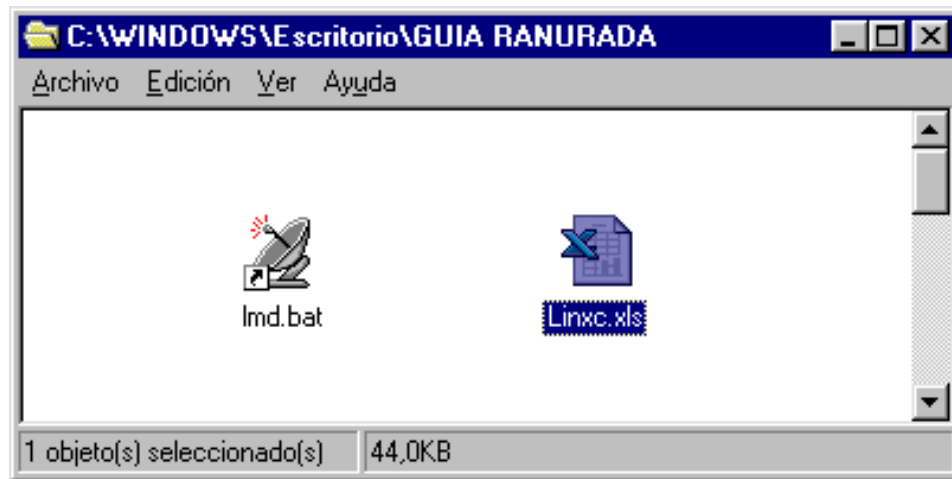 C:\WINDOWS\Escritorio\GUIA RANURADA
Archivo Edición Ver Ayuda
lmd.bat Linxc.xls
1 objeto(s) seleccionado(s) 44,0KB